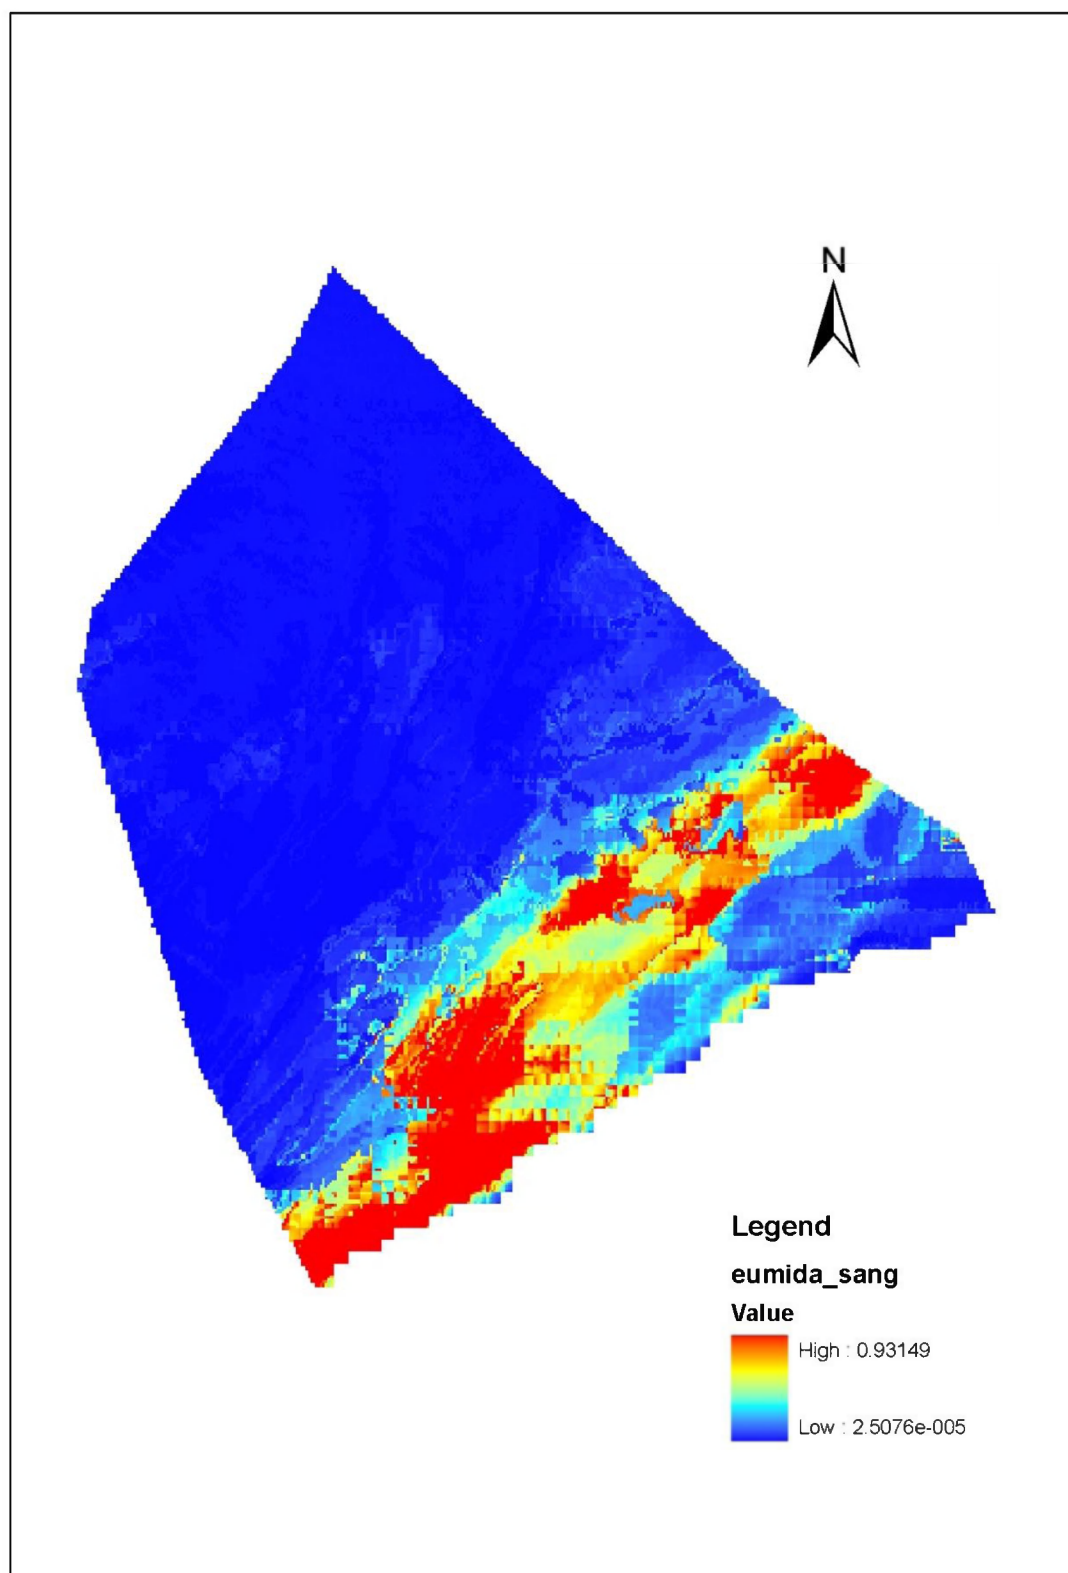 N
Legend
eumida_sang
Value
High : 0.93149
Low : 2.5076e-005